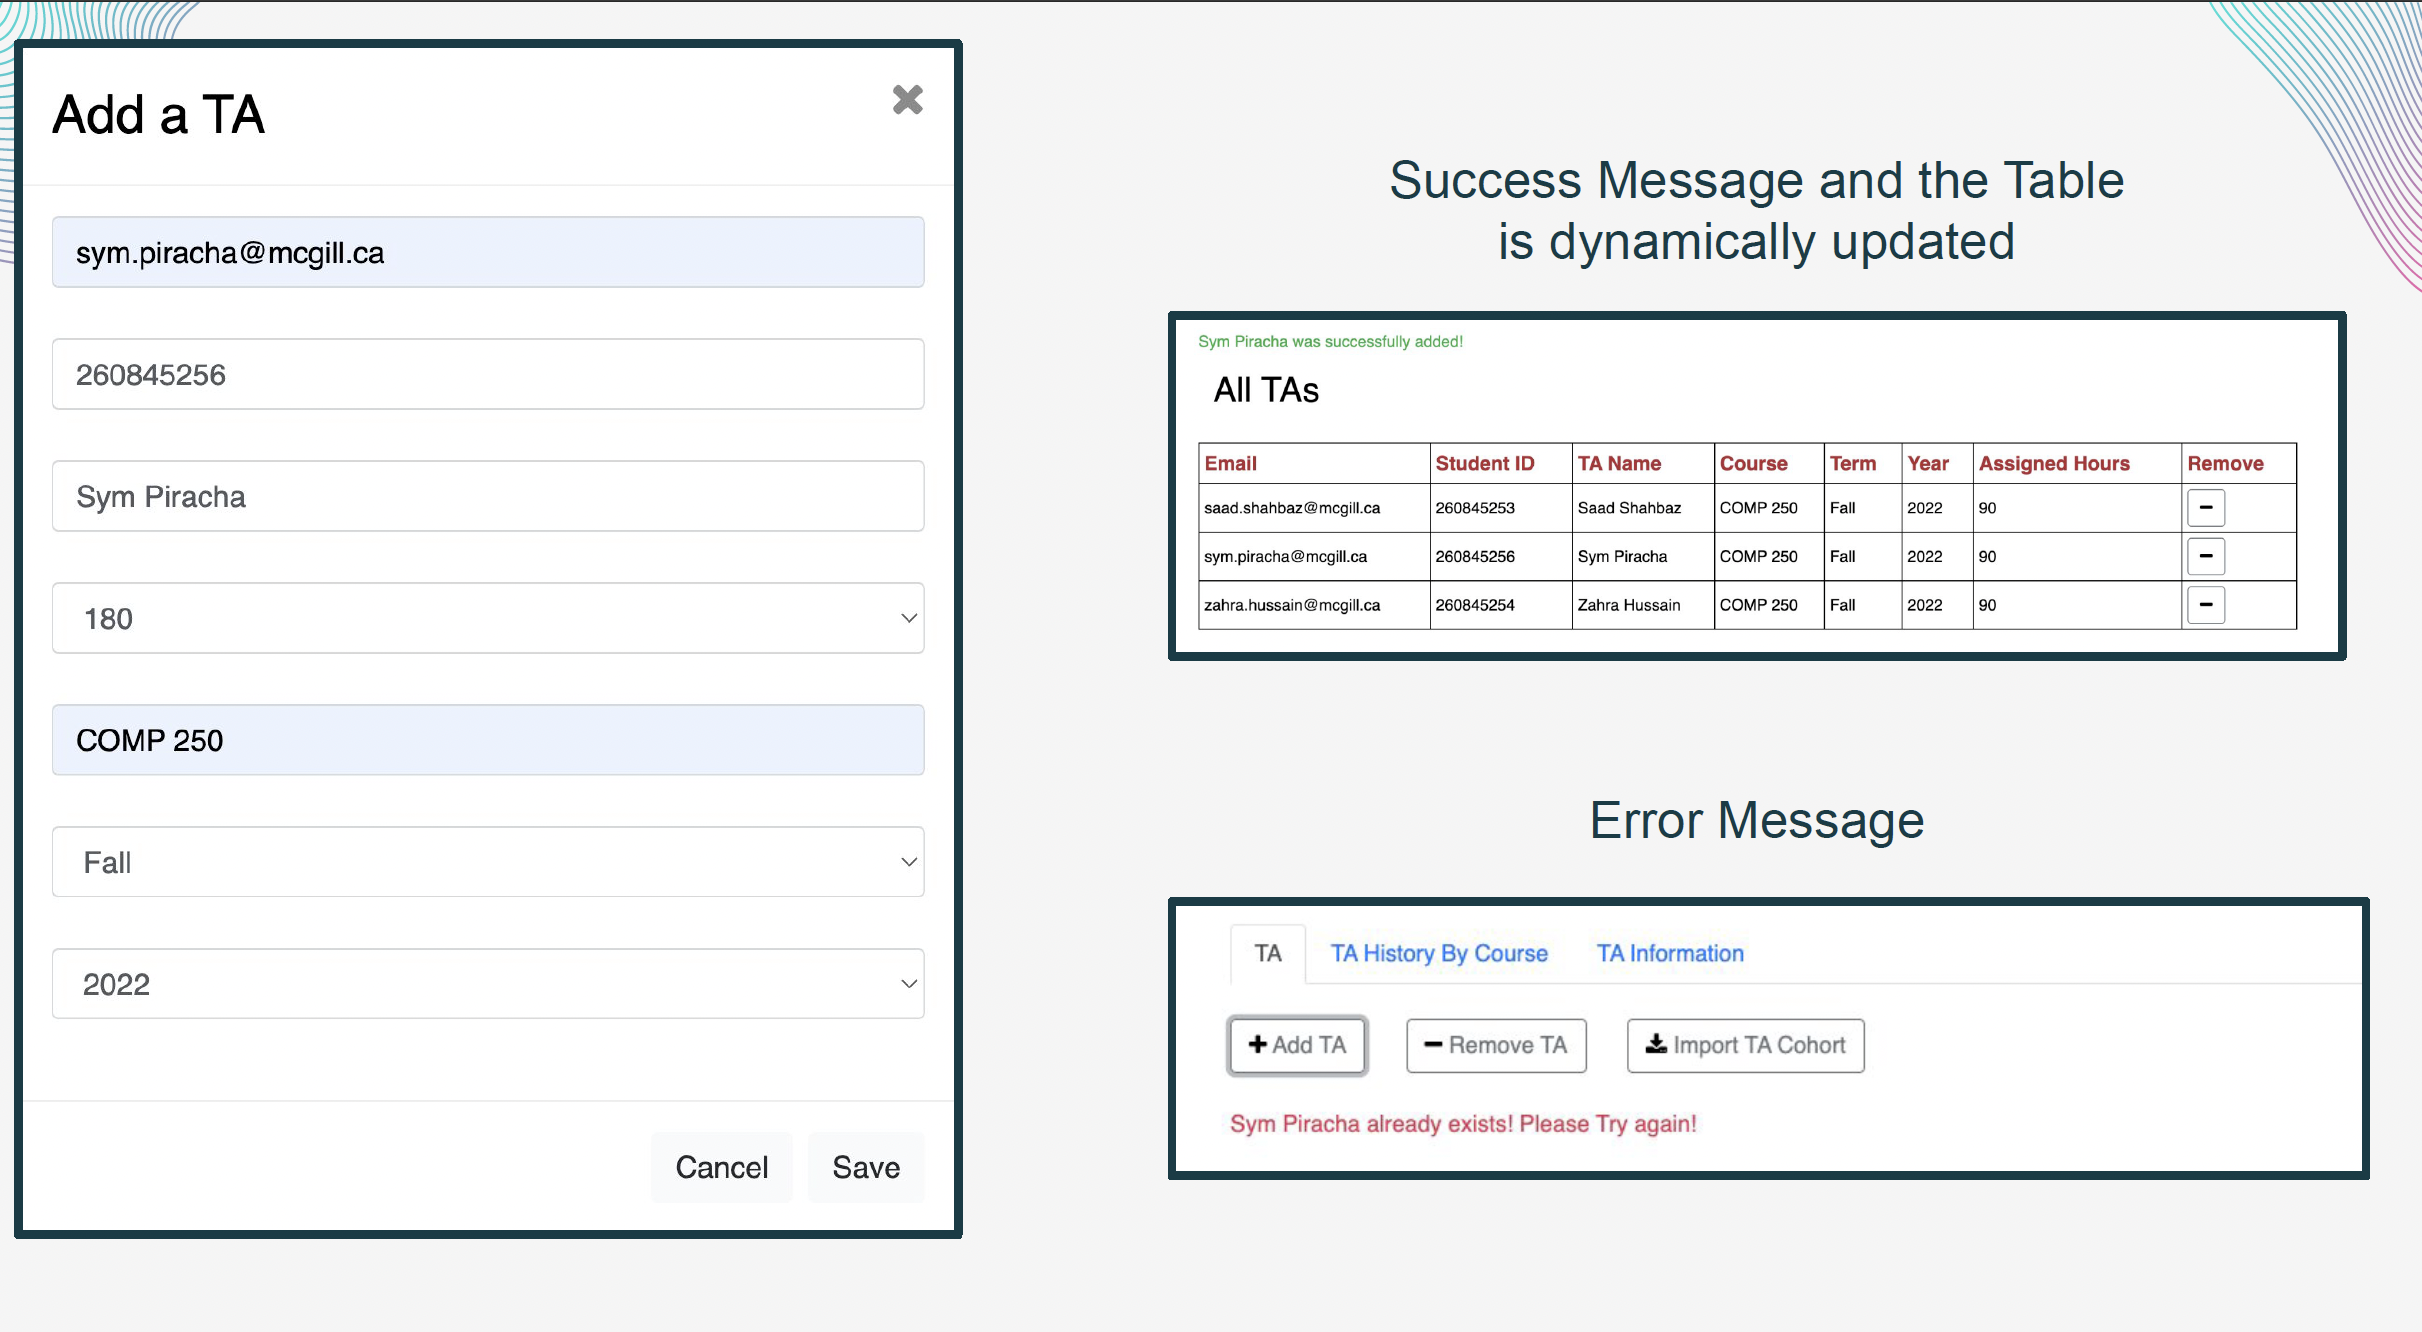 Add a TA
sym.piracha@mcgill.ca
260845256
Sym Piracha
180
COMP 250
Fall
2022
Cancel Save
Success Message and the Table
is dynamically updated
Sym Piracha was successfully added!
All TAs
Email Student ID TA Name Course Term Year Assigned Hours Remove
saad.shahbaz@mcgill.ca 260845253 Saad Shahbaz COMP 250 Fall 2022 90
sym.piracha@mcgill.ca 260845256 Sym Piracha COMP 250 Fall 2022 90
zahra.hussain@mcgill.ca 260845254 Zahra Hussain COMP 250 Fall 2022 90
Error Message
TA TA History By Course TA Information
Add TA Remove TA Import TA Cohort
Sym Piracha already exists! Please Try again!